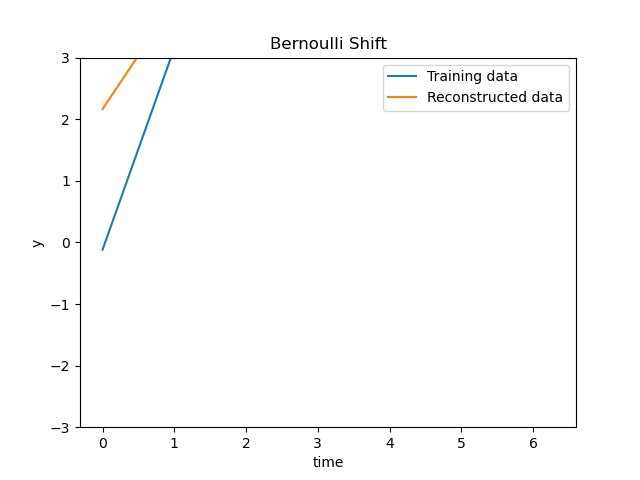 Bernoulli Shift
Training data
Reconstructed data
3
2
1
0
−1
−2
−3
y
0 1 2 3 4 5 6
time